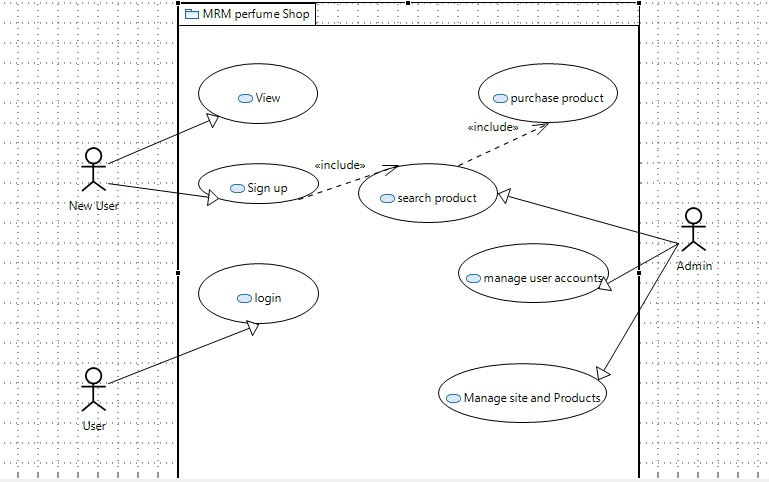 MRM perfume Shop
View
purchase product
«include»
«include»
Sign up
search product
New User
Admin
manage user accounts
login
Manage site and Products
User